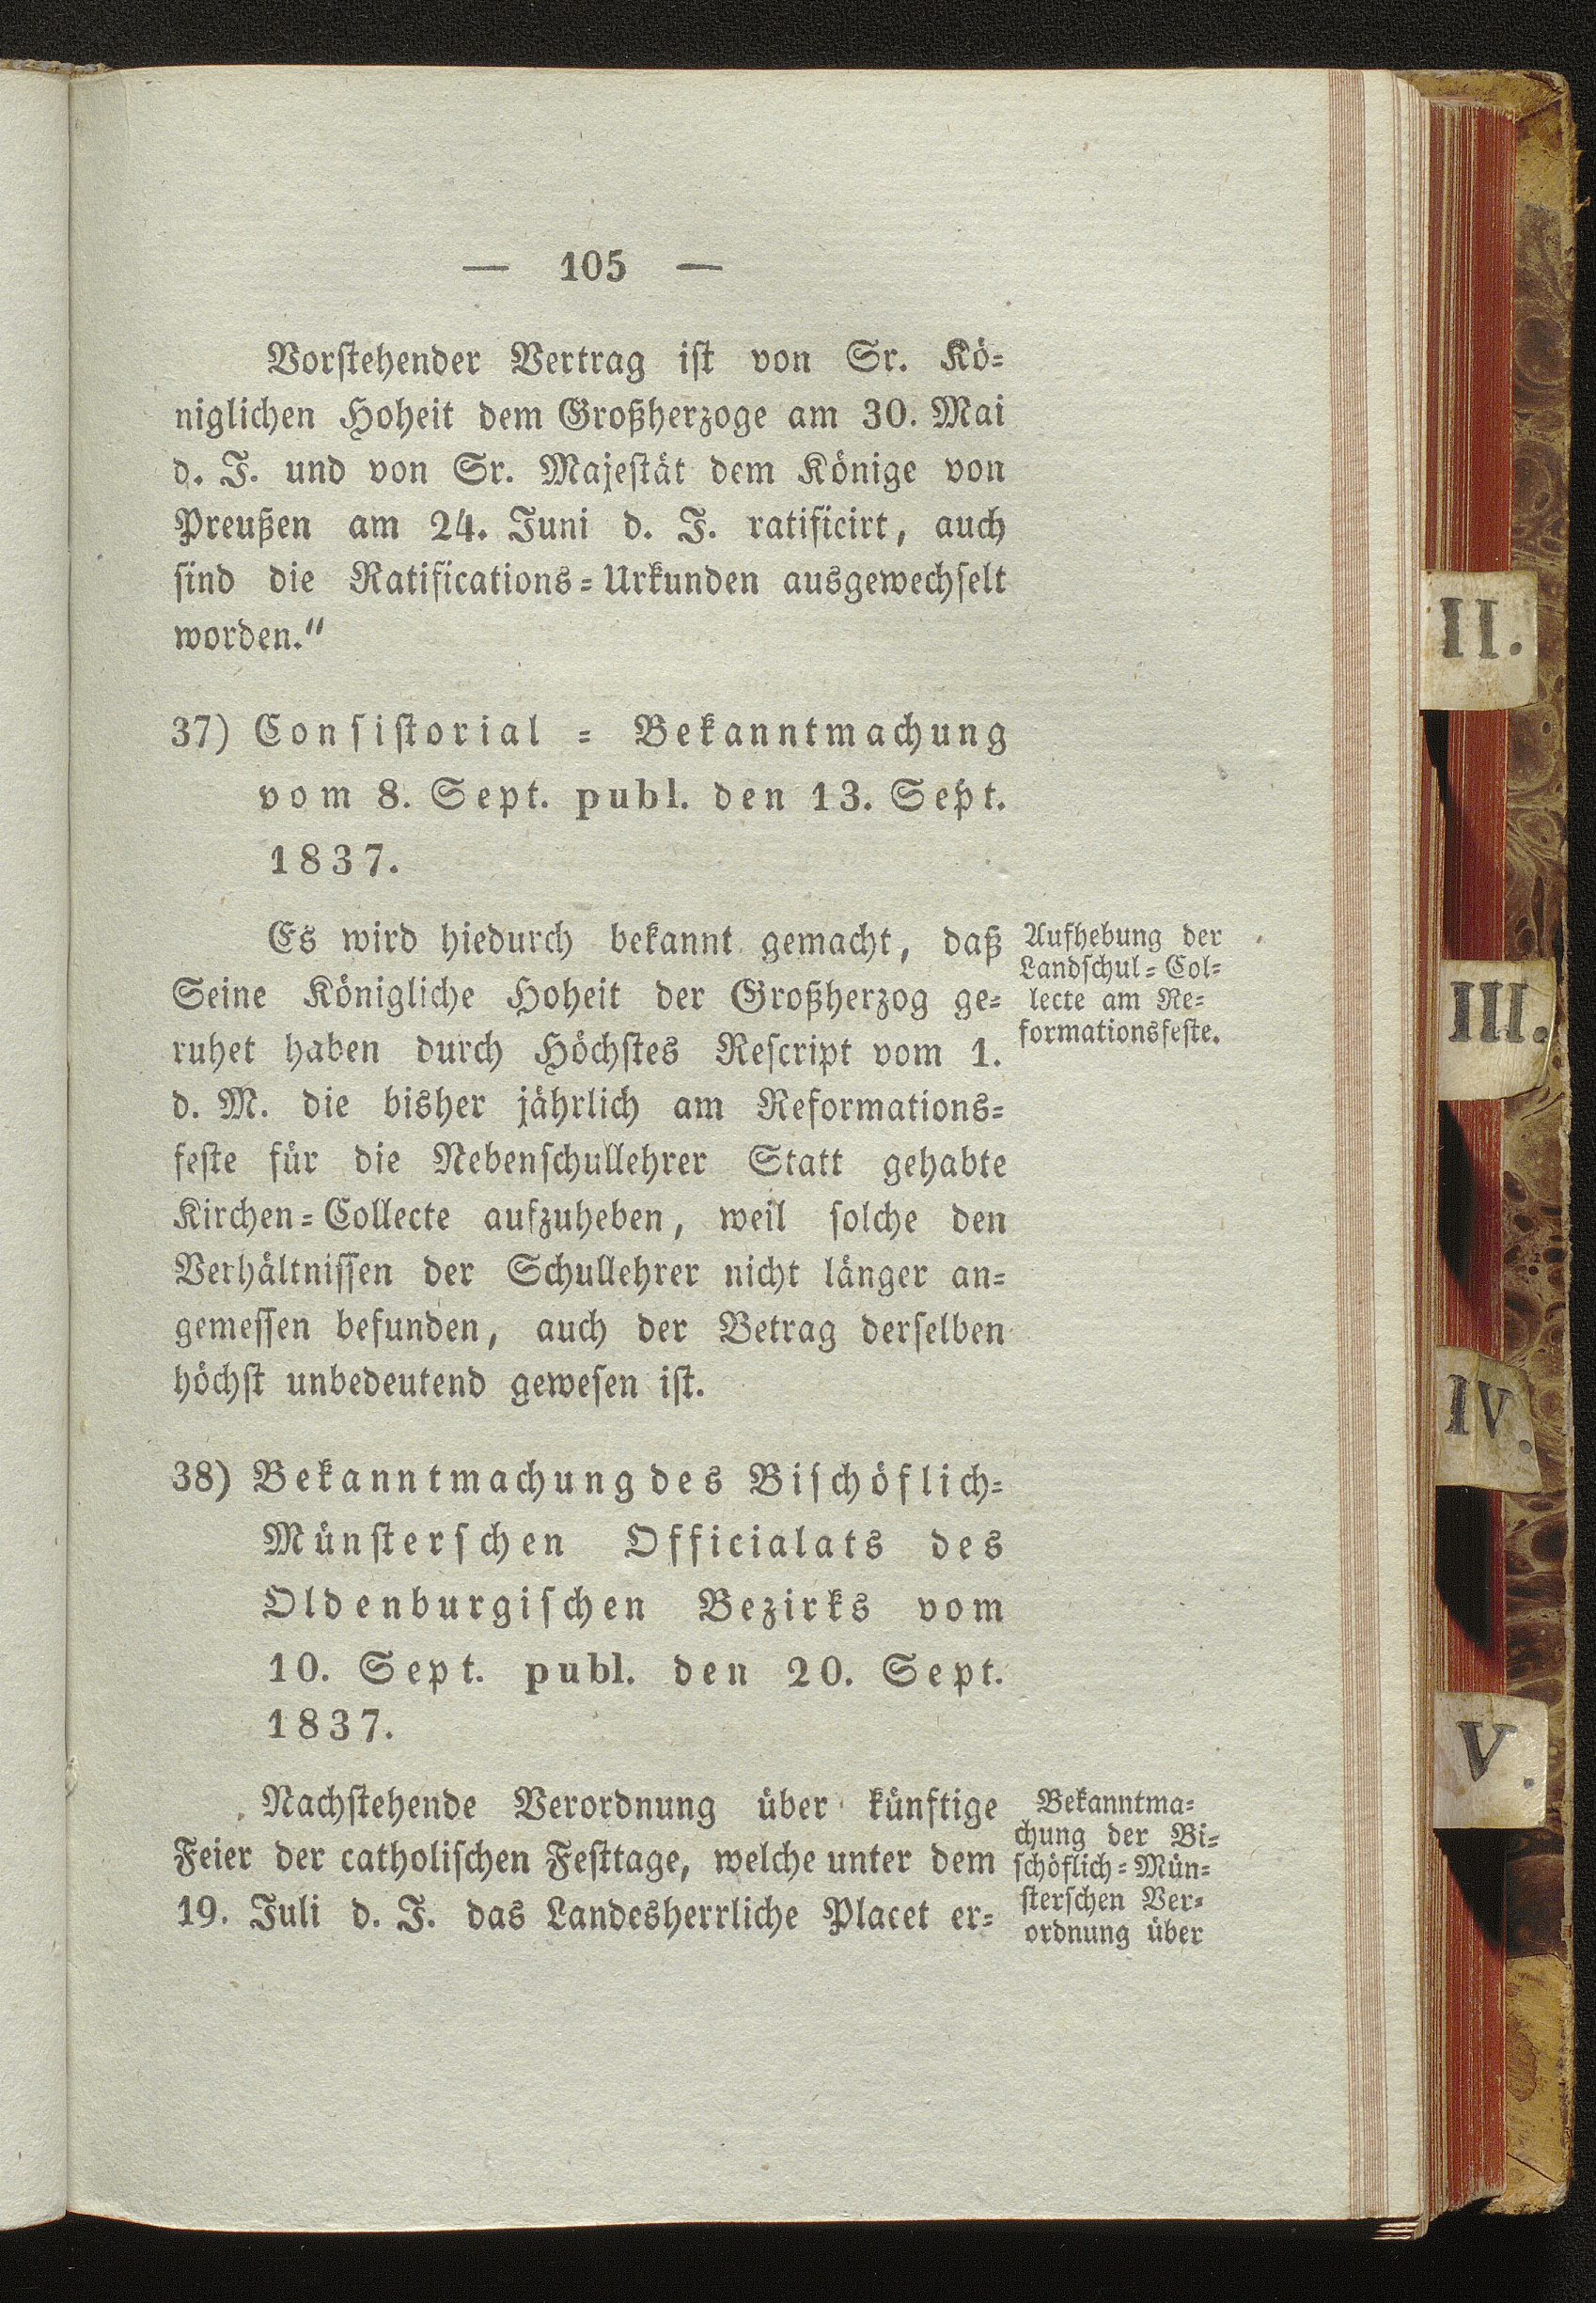 — 105 —
Vorstehender Vertrag ist von Sr. Kö=
niglichen Hoheit dem Großherzoge am 30. Mai
d. J. und von Sr. Majestät dem Könige von
Preußen am 24. Juni d. J. ratificirt, auch
sind die Ratifications=Urkunden ausgewechselt
worden."
37) Consistorial = Bekanntmachung
vom 8. Sept. publ. den 13. Sept.
1837.
Es wird hiedurch bekannt gemacht, daß
Seine Königliche Hoheit der Großherzog ge=
ruhet haben durch Höchstes Rescript vom 1.
d. M. die bisher jährlich am Reformations=
feste für die Nebenschullehrer Statt gehabte
Kirchen=Collecte aufzuheben, weil solche den
Verhältnissen der Schullehrer nicht länger an=
gemessen befunden, auch der Betrag derselben
höchst unbedeutend gewesen ist.
Aufhebung der
Landschul=Col=
lecte am Re=
formationsfeste.
38) Bekanntmachung des Bischöflich=
Münsterschen Officialats des
Oldenburgischen Bezirks vom
10. Sept. publ. den 20. Sept.
1837.
Nachstehende Verordnung über künftige
Feier der catholischen Festtage, welche unter dem
19. Juli d. J. das Landesherrliche Placet er=
Bekanntma=
chung der Bi=
schöflich=Mün=
sterschen Ver=
ordnung über
II.
III.
IV.
V.